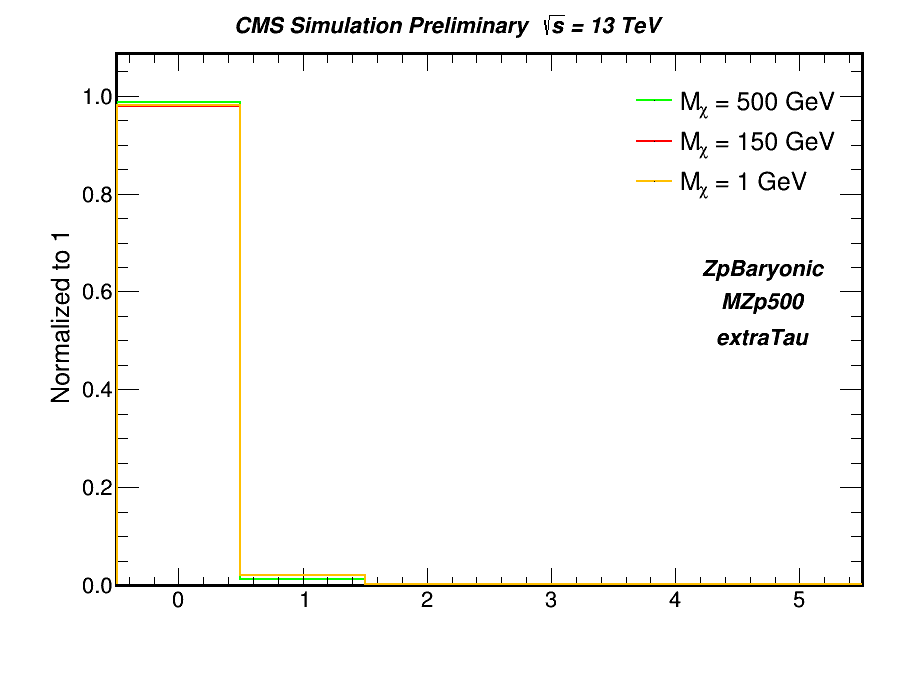 CMS Simulation Preliminary √s = 13 TeV
Normalized to 1
1.0
0.8
0.6
0.4
0.2
0.0
Mχ = 500 GeV
Mχ = 150 GeV
Mχ = 1 GeV
ZpBaryonic
MZp500
extraTau
0 1 2 3 4 5